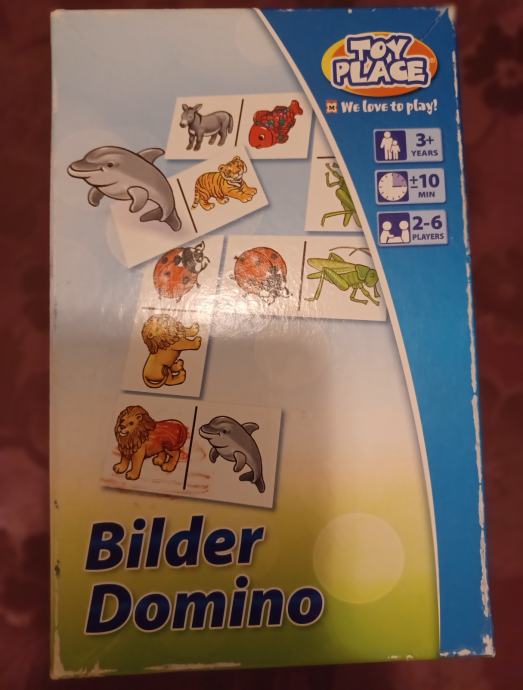 TOY
PLACE
M We love to play!
3+
YEARS
±10
MIN
2-6
PLAYERS
Bilder
Domino